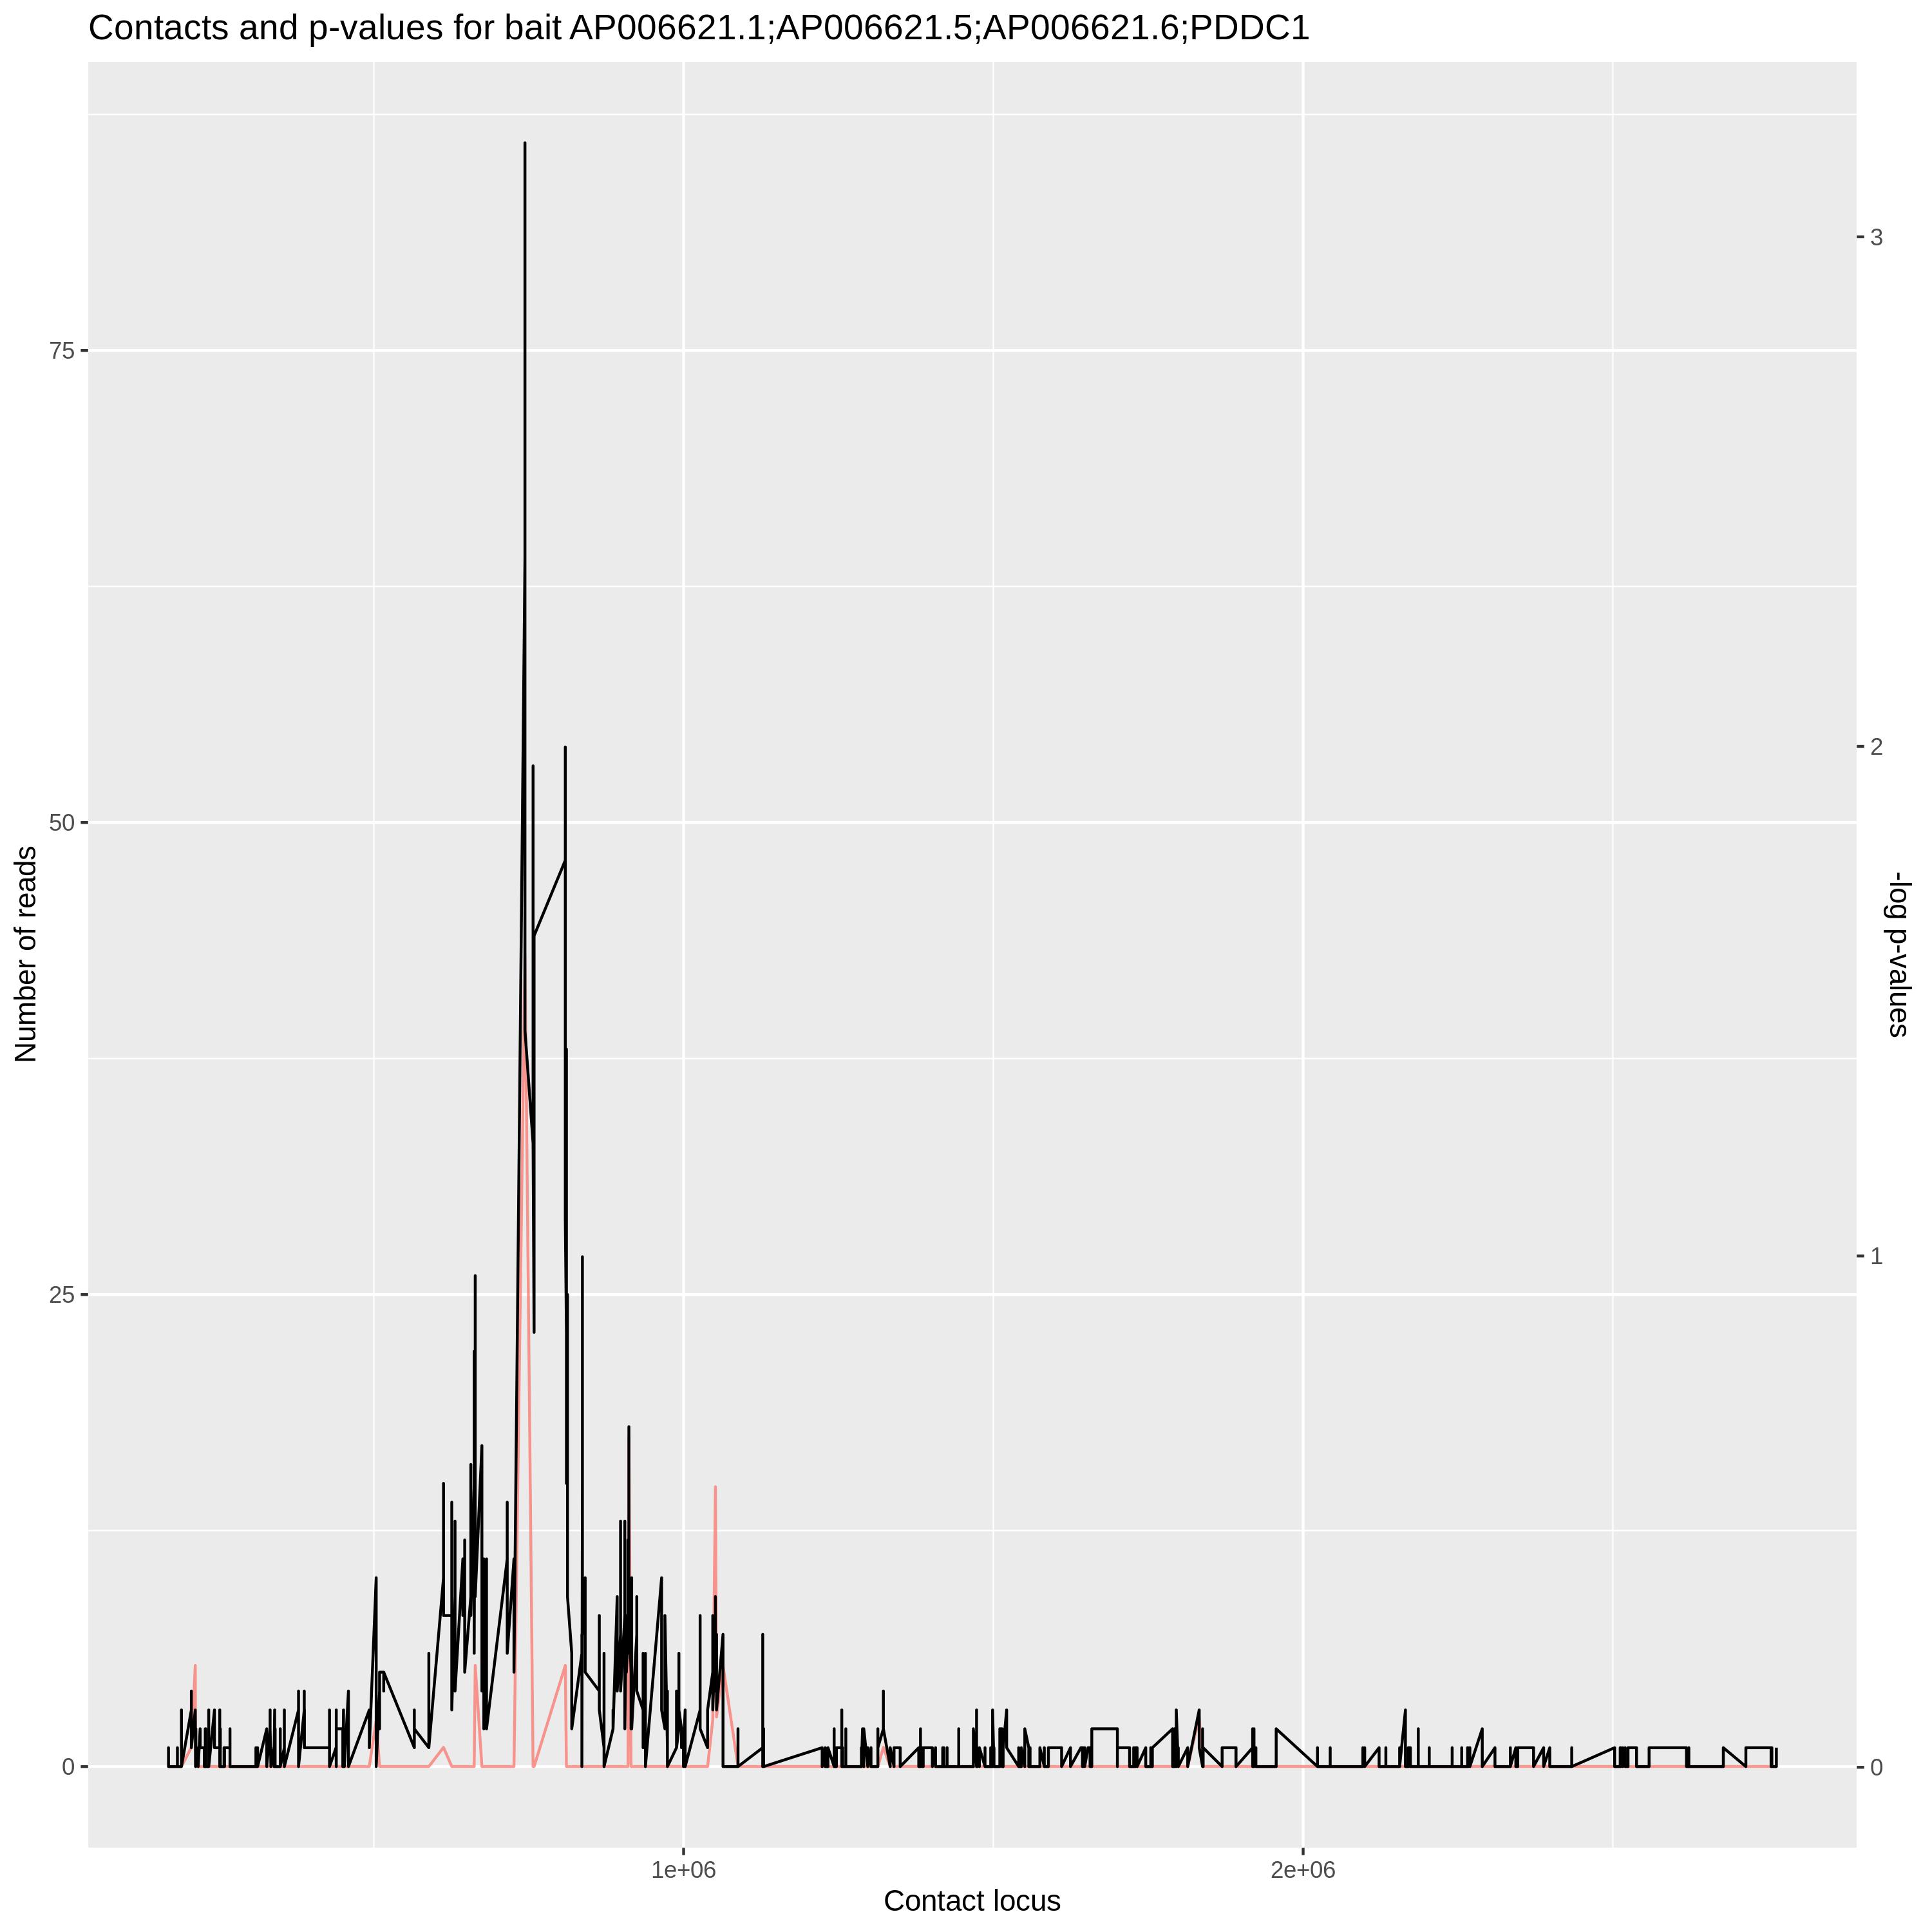 Contacts and p-values for bait AP006621.1;AP006621.5;AP006621.6;PDDC1
Number of reads
75
50
25
0
3
2
1
0
-log p-values
1e+06
2e+06
Contact locus